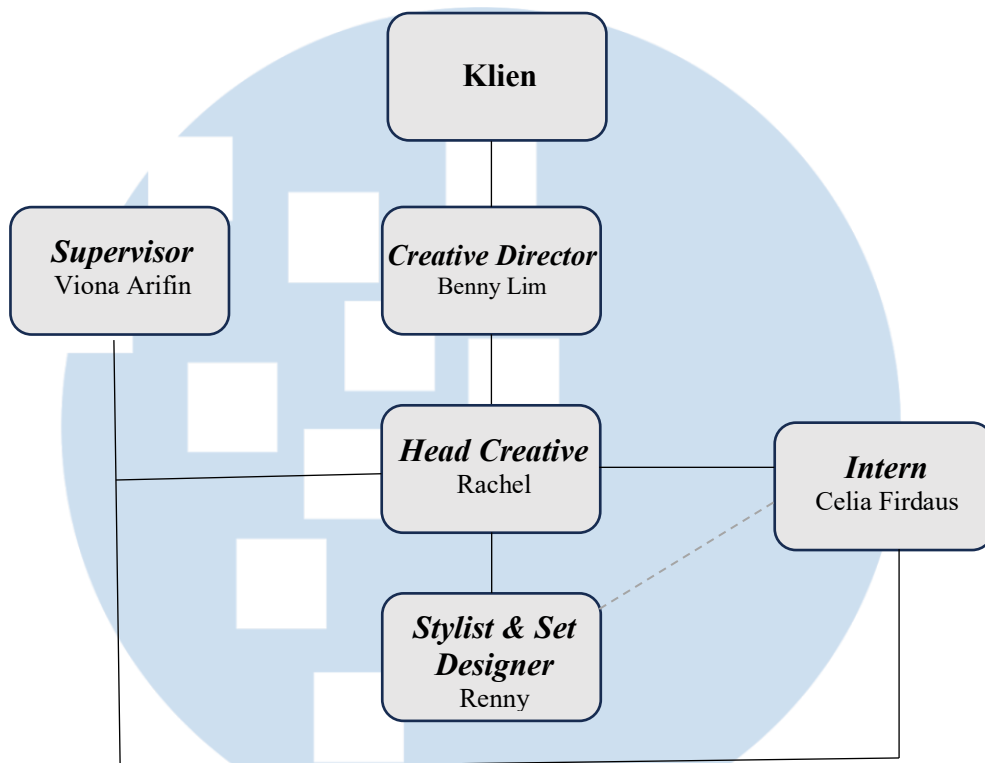 Klien
Supervisor
Viona Arifin
Creative Director
Benny Lim
Head Creative
Rachel
Intern
Celia Firdaus
Stylist & Set
Designer
Renny